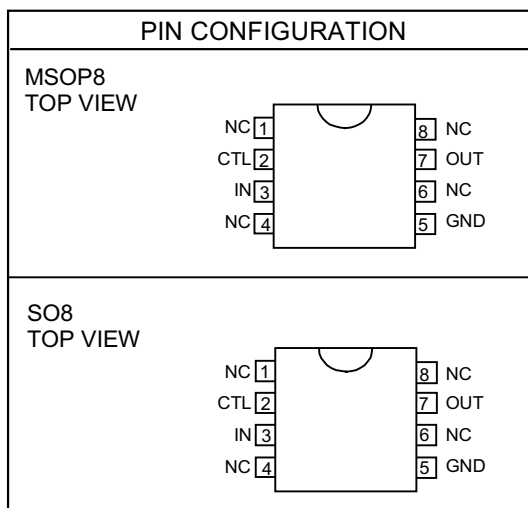 PIN CONFIGURATION
MSOP8
TOP VIEW
NC 1
8 NC
CTL 2
7 OUT
IN 3
6 NC
NC 4
5 GND
SO8
TOP VIEW
NC 1
8 NC
CTL 2
7 OUT
IN 3
6 NC
NC 4
5 GND